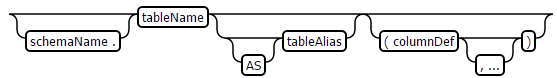 schemaName . tableName AS tableAlias ( columnDef , ... )